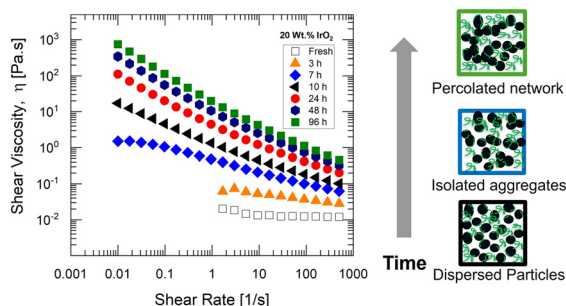 20 Wt.% IrO₂
Fresh
3 h
7 h
10 h
24 h
48 h
96 h
Shear Viscosity, η [Pa.s]
10³
10²
10¹
10⁰
10⁻¹
10⁻²
0.001 0.01 0.1 1 10 100 1000
Shear Rate [1/s]
Time
Percolated network
Isolated aggregates
Dispersed Particles